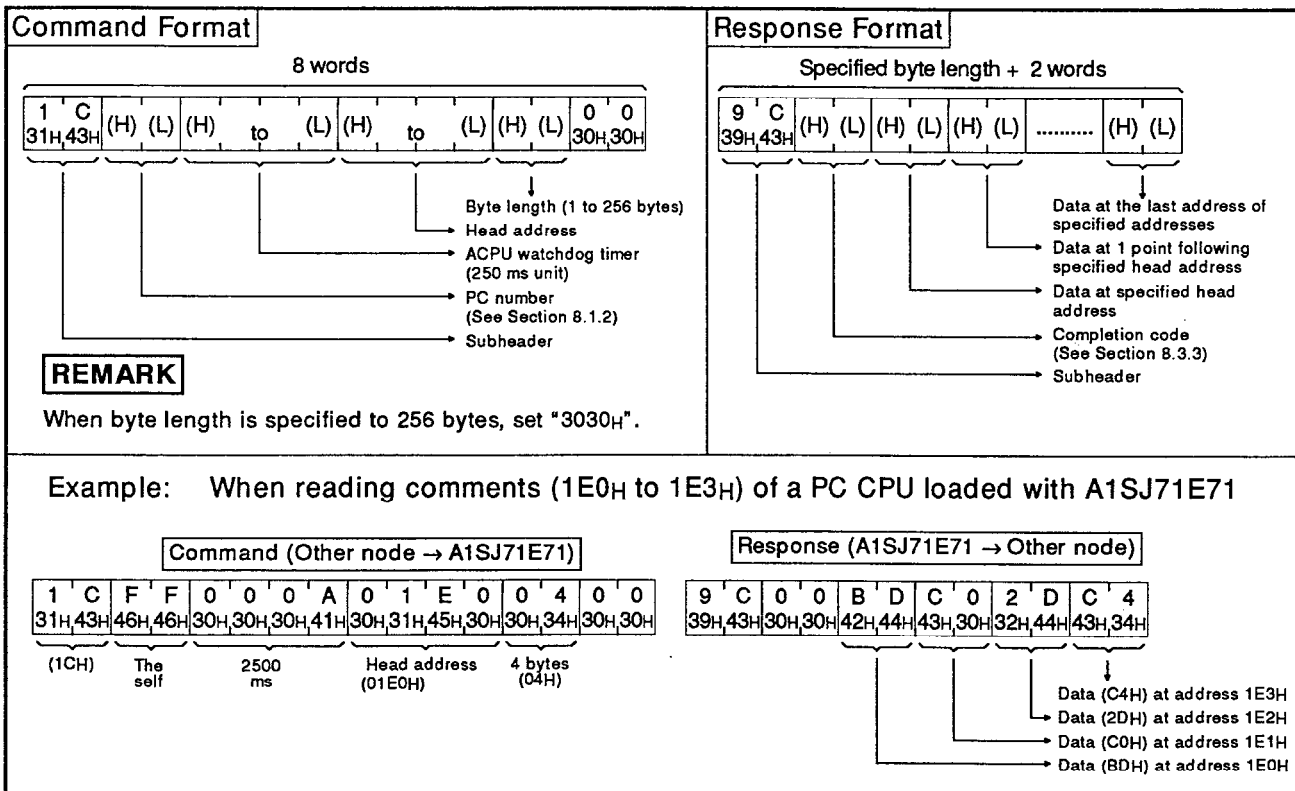 Command Format
8 words
1 C (H) (L) (H) to (L) (H) to (L) (H) (L) 0 0
31H 43H 30H 30H
Byte length (1 to 256 bytes)
Head address
ACPU watchdog timer
(250 ms unit)
PC number
(See Section 8.1.2)
Subheader
REMARK
When byte length is specified to 256 bytes, set "3030H".
Response Format
Specified byte length + 2 words
9 C (H) (L) (H) (L) (H) (L) .......... (H) (L)
39H 43H
Data at the last address of
specified addresses
Data at 1 point following
specified head address
Data at specified head
address
Completion code
(See Section 8.3.3)
Subheader
Example: When reading comments (1E0H to 1E3H) of a PC CPU loaded with A1SJ71E71
Command (Other node → A1SJ71E71)
1 C F F 0 0 0 A 0 1 E 0 0 4 0 0
31H 43H 46H 46H 30H 30H 30H 41H 30H 31H 45H 30H 30H 34H 30H 30H
(1CH) The 2500 Head address 4 bytes
self ms (01E0H) (04H)
Response (A1SJ71E71 → Other node)
9 C 0 0 B D C 0 2 D C 4
39H 43H 30H 30H 42H 44H 43H 30H 32H 44H 43H 34H
Data (C4H) at address 1E3H
Data (2DH) at address 1E2H
Data (C0H) at address 1E1H
Data (BDH) at address 1E0H